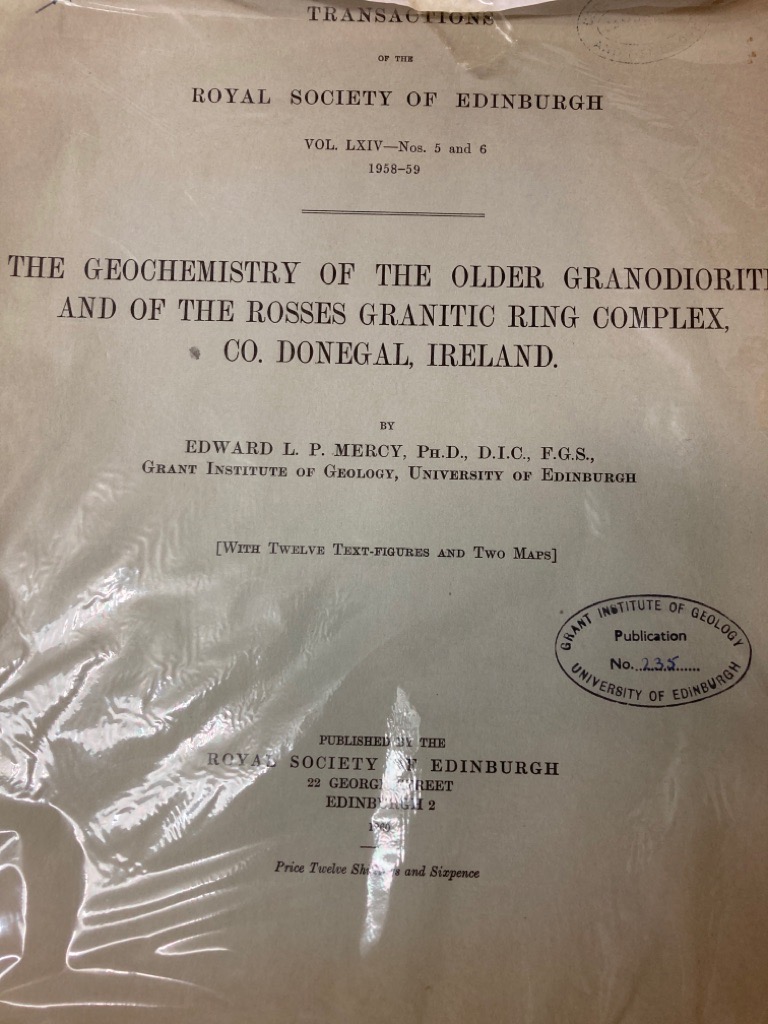 TRANSACTIONS
OF THE
ROYAL SOCIETY OF EDINBURGH
VOL. LXIV—Nos. 5 and 6
1958–59
THE GEOCHEMISTRY OF THE OLDER GRANODIORITE
AND OF THE ROSSES GRANITIC RING COMPLEX,
CO. DONEGAL, IRELAND.
BY
EDWARD L. P. MERCY, PH.D., D.I.C., F.G.S.,
GRANT INSTITUTE OF GEOLOGY, UNIVERSITY OF EDINBURGH
[WITH TWELVE TEXT-FIGURES AND TWO MAPS]
GRANT INSTITUTE OF GEOLOGY
Publication
No. 235
UNIVERSITY OF EDINBURGH
PUBLISHED BY THE
ROYAL SOCIETY OF EDINBURGH
22 GEORGE STREET
EDINBURGH 2
Price Twelve Shillings and Sixpence